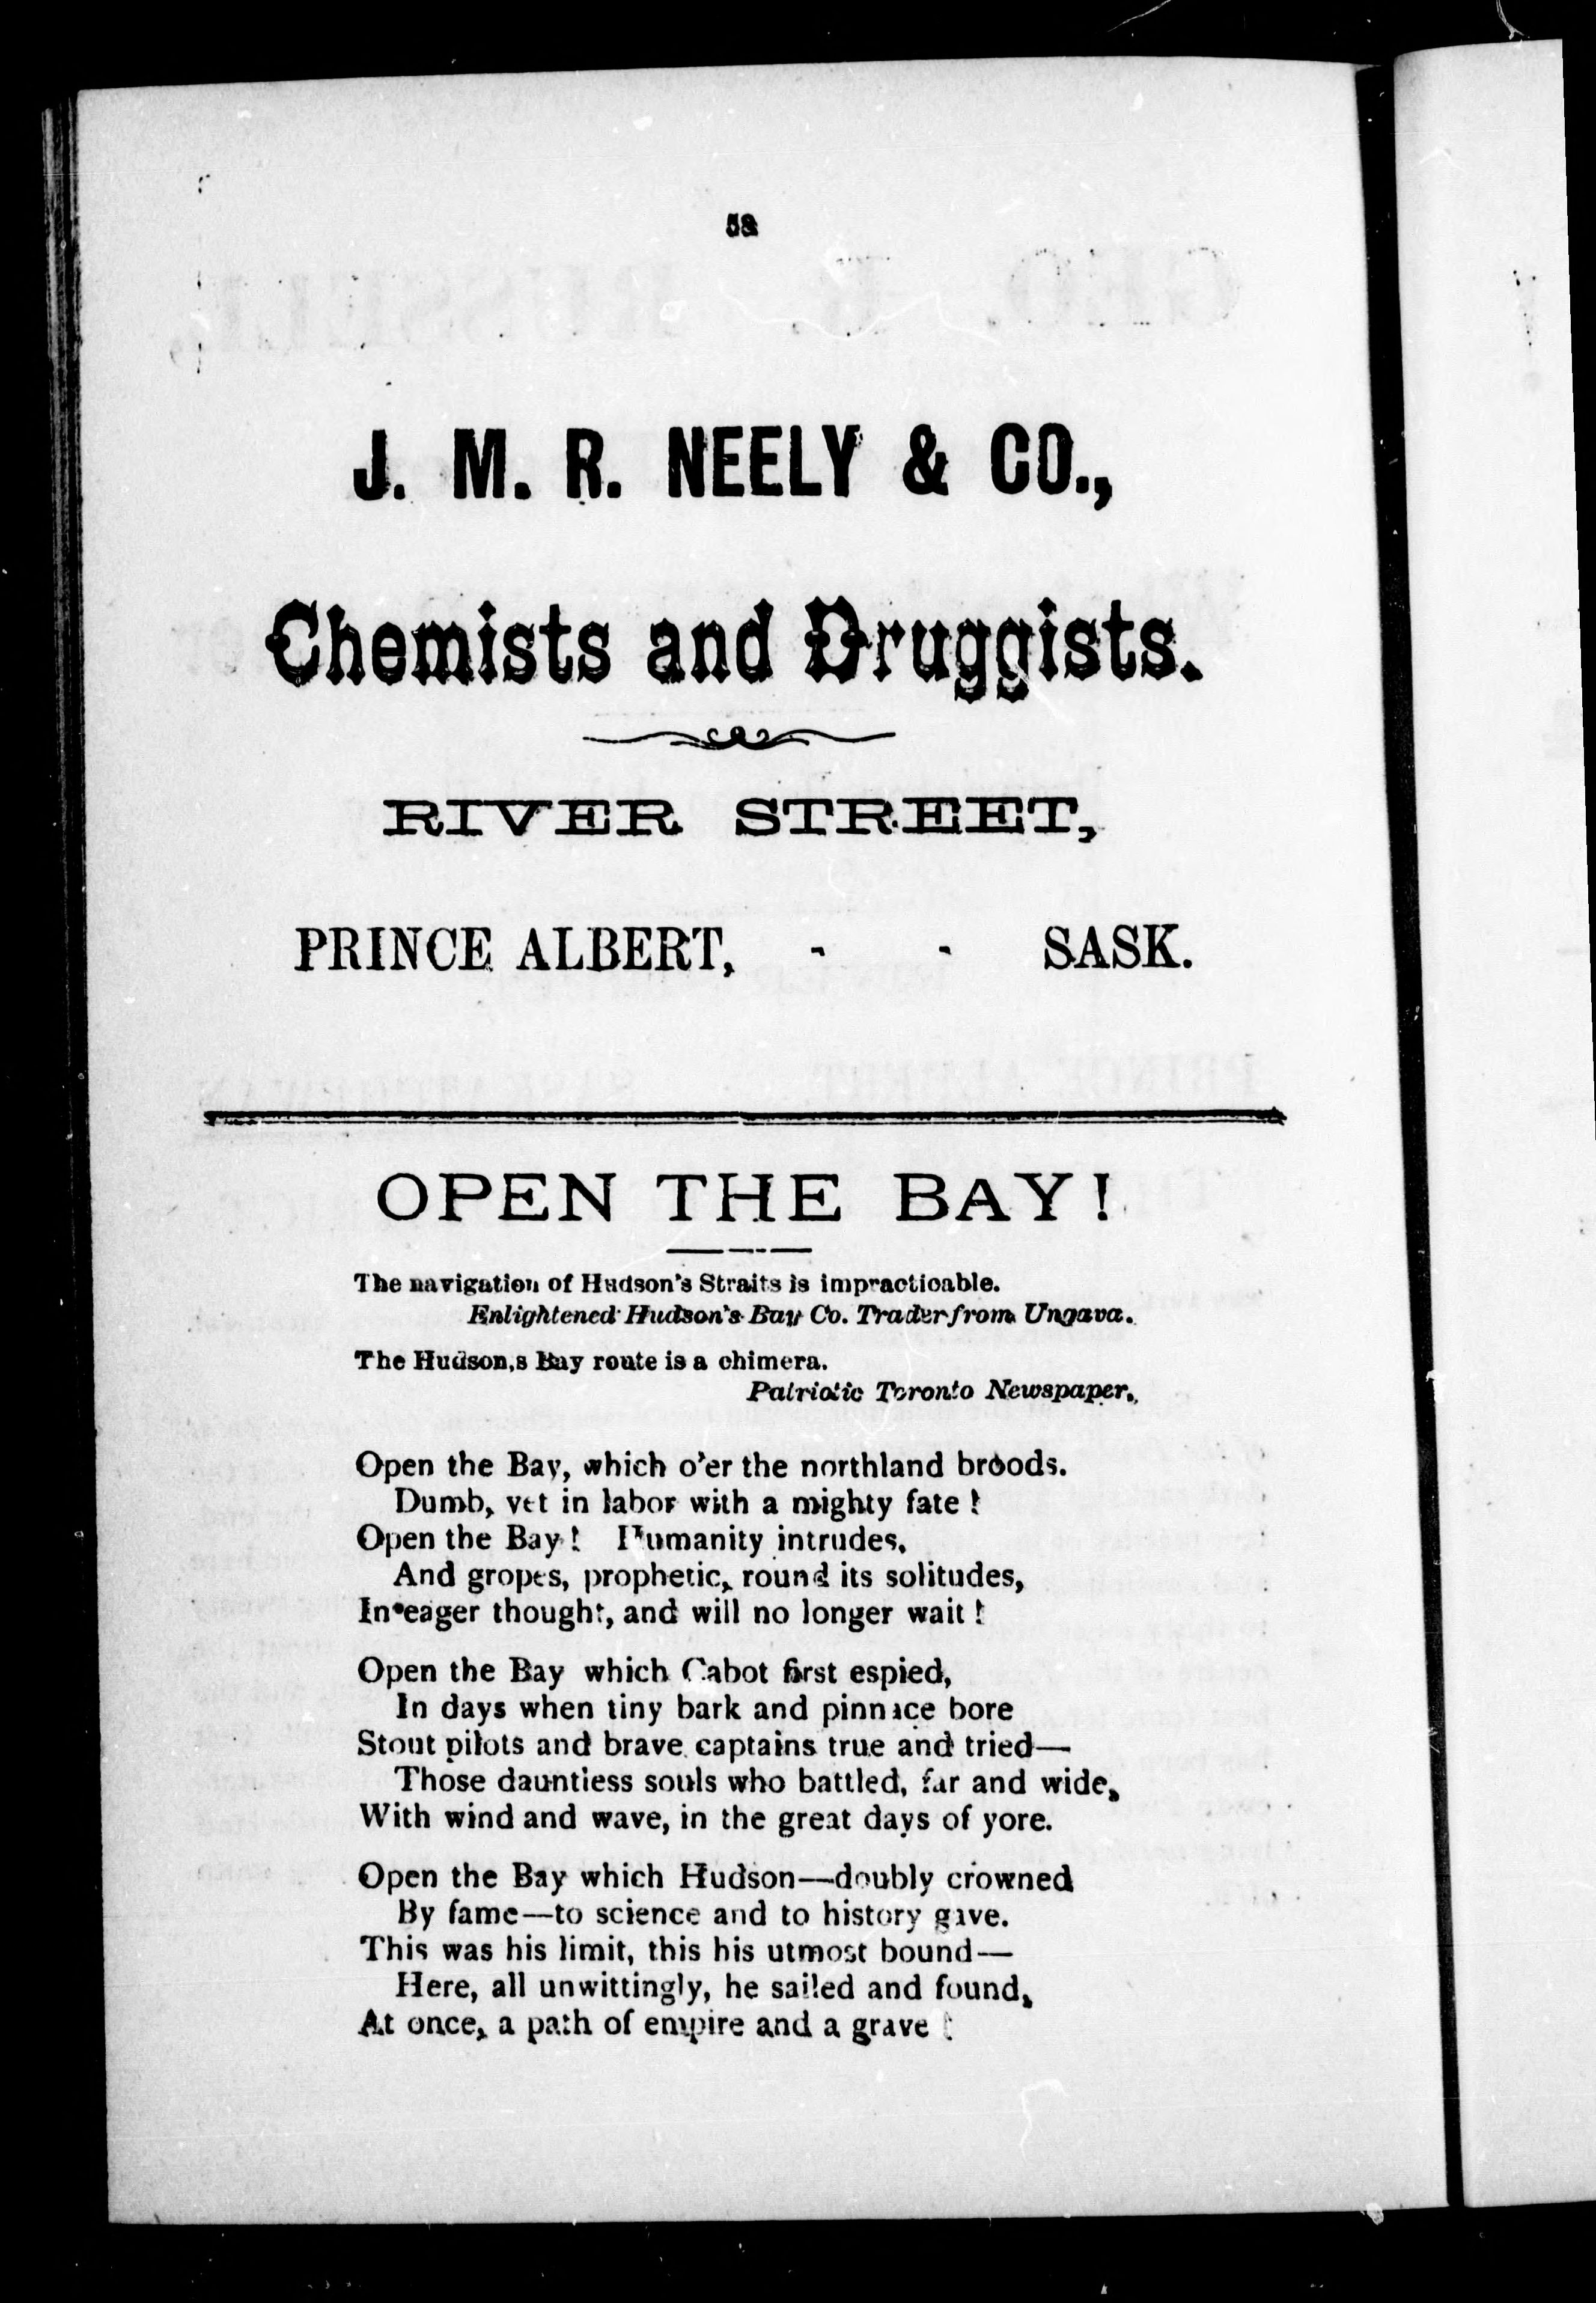 58
J. M. R. NEELY & CO.,
Chemists and Druggists.
RIVER STREET,
PRINCE ALBERT, - - SASK.
OPEN THE BAY!
The navigation of Hudson's Straits is impracticable.
Enlightened Hudson's Bay Co. Trader from Ungava.
The Hudson,s Bay route is a chimera.
Patriotic Toronto Newspaper.
Open the Bay, which o'er the northland broods.
Dumb, yet in labor with a mighty fate!
Open the Bay! Humanity intrudes,
And gropes, prophetic, round its solitudes,
In eager thought, and will no longer wait!
Open the Bay which Cabot first espied,
In days when tiny bark and pinnace bore
Stout pilots and brave captains true and tried—
Those dauntless souls who battled, far and wide,
With wind and wave, in the great days of yore.
Open the Bay which Hudson—doubly crowned
By fame—to science and to history gave.
This was his limit, this his utmost bound—
Here, all unwittingly, he sailed and found,
At once, a path of empire and a grave!